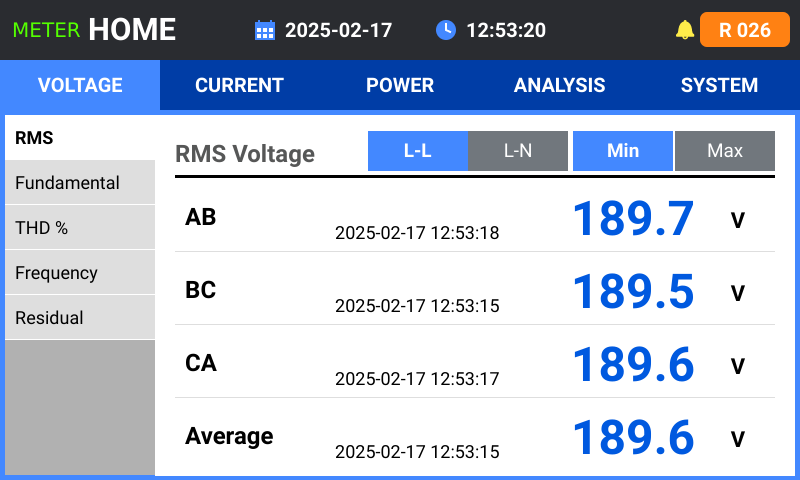 METER HOME 2025-02-17 12:53:20 R 026
VOLTAGE CURRENT POWER ANALYSIS SYSTEM
RMS
Fundamental
THD %
Frequency
Residual
RMS Voltage L-L L-N Min Max
AB 2025-02-17 12:53:18 189.7 V
BC 2025-02-17 12:53:15 189.5 V
CA 2025-02-17 12:53:17 189.6 V
Average 2025-02-17 12:53:15 189.6 V